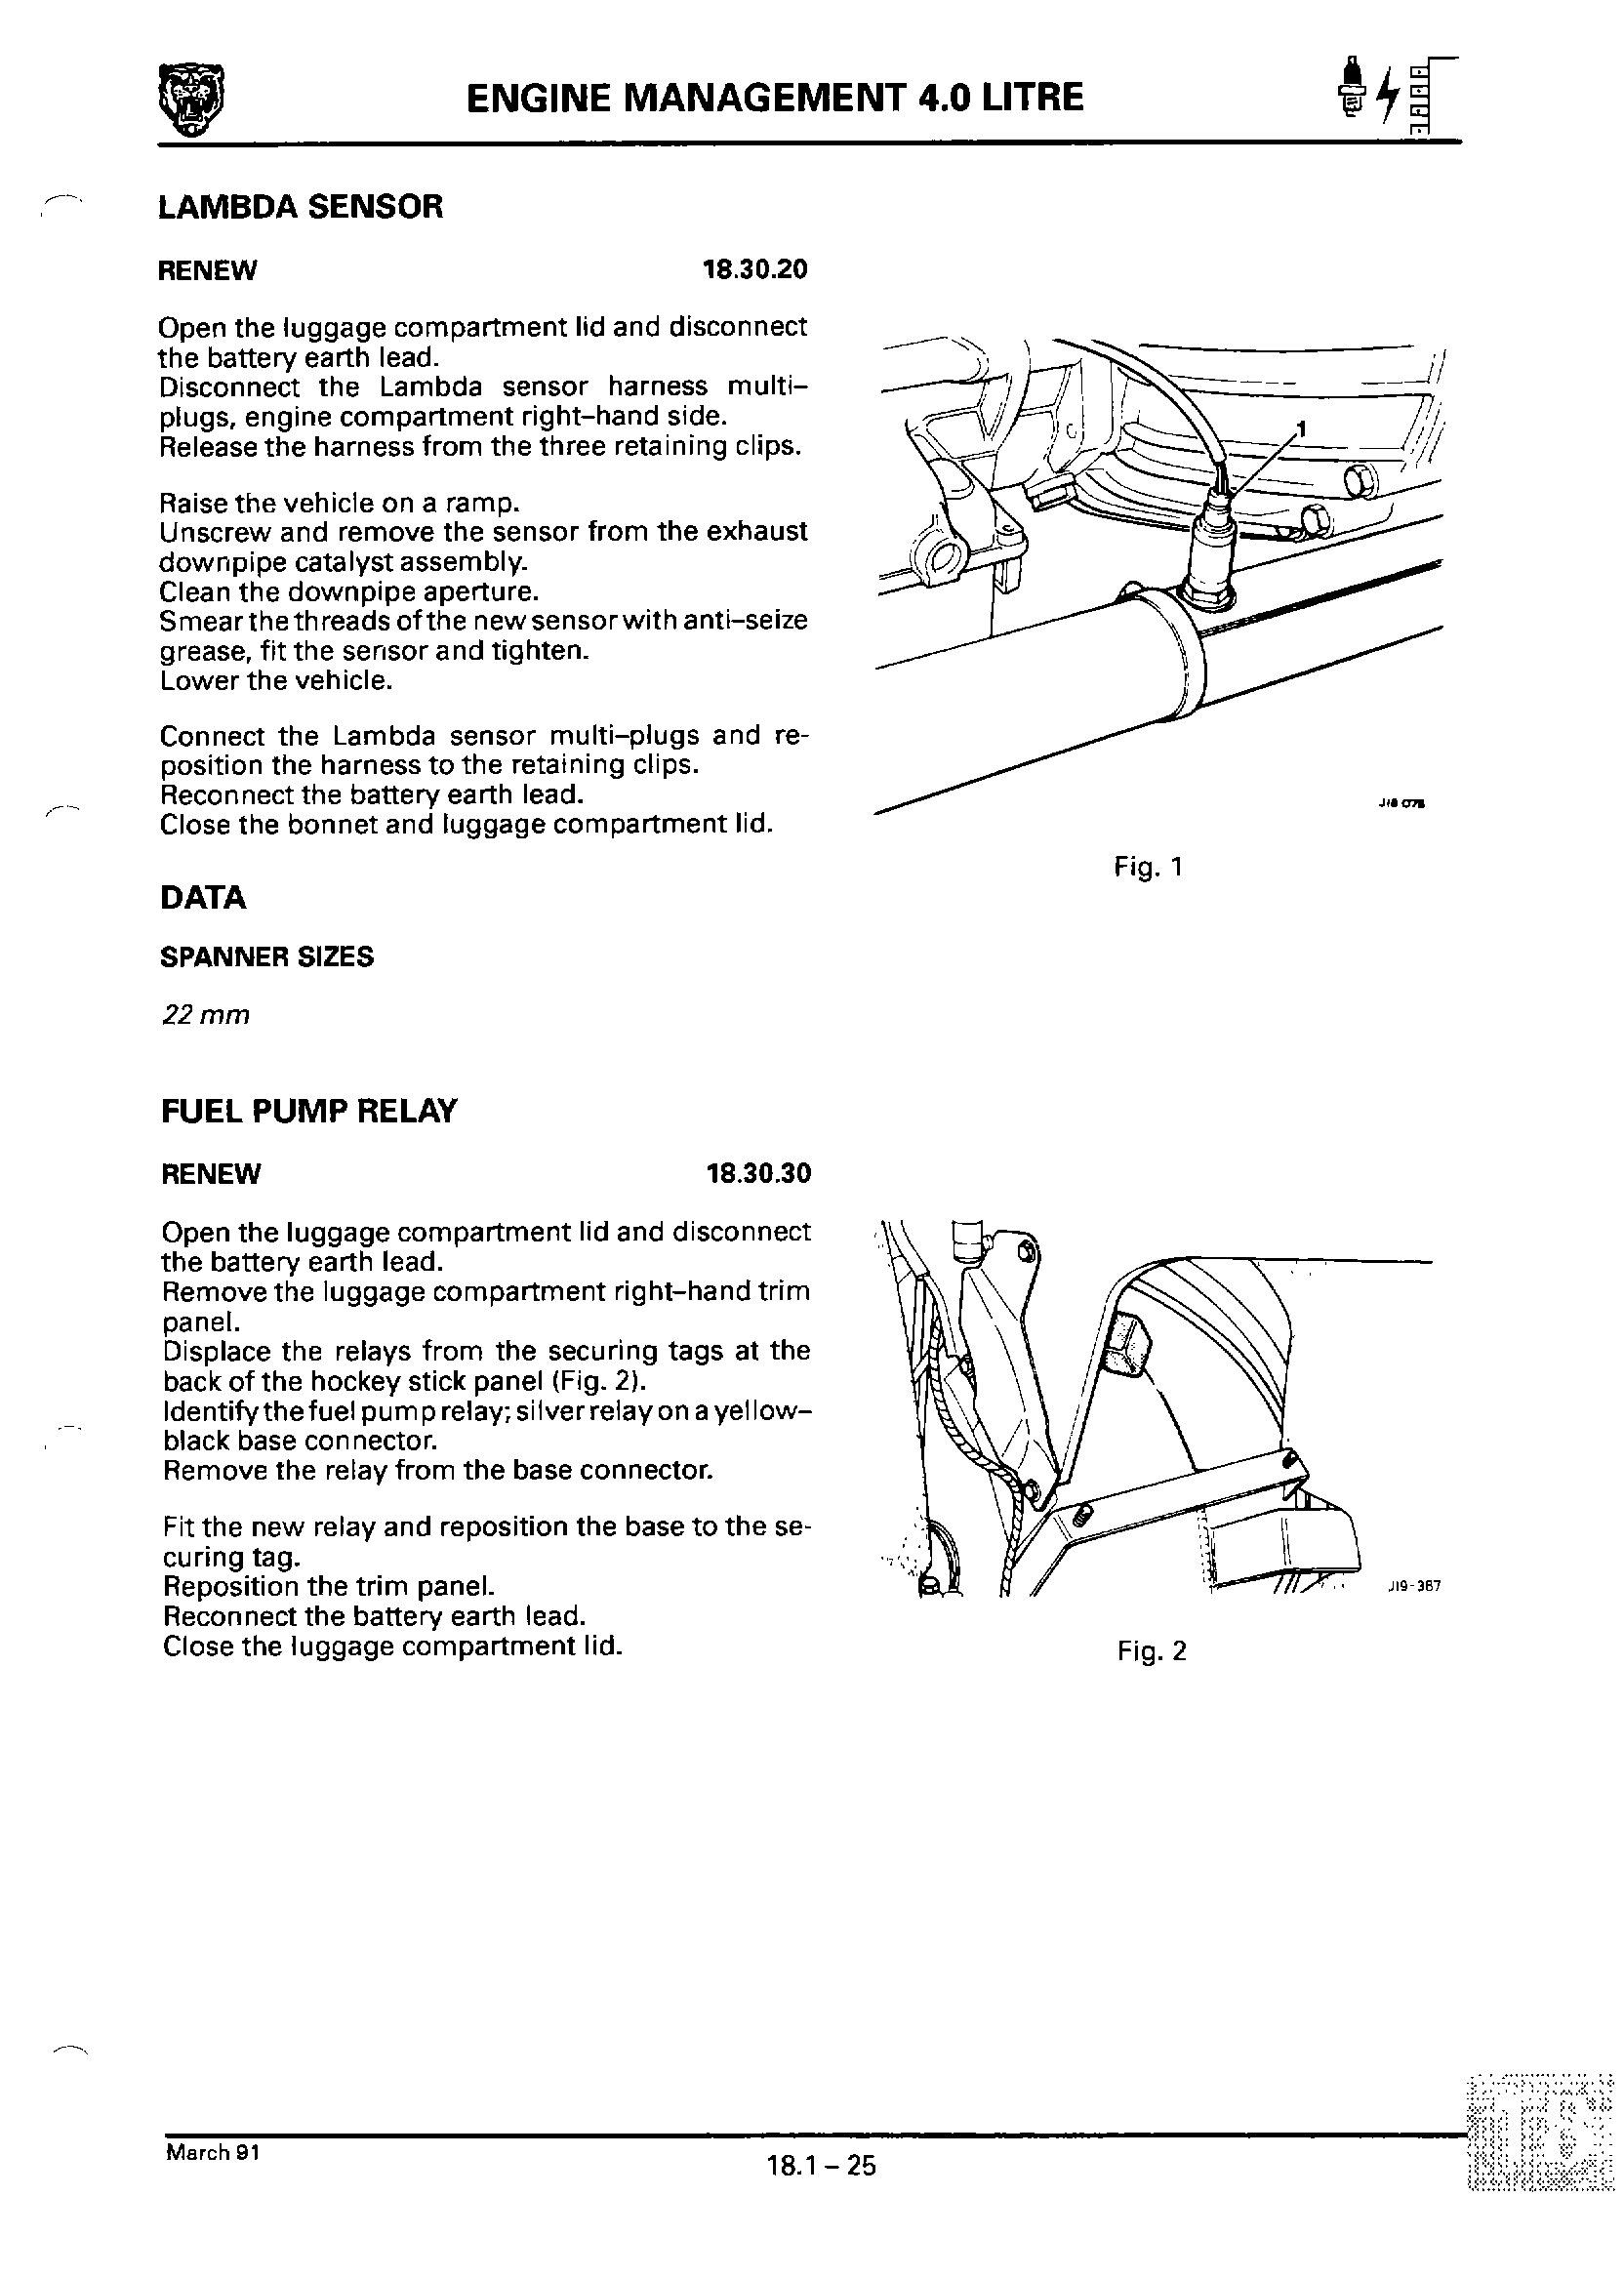 ENGINE MANAGEMENT 4.0 LITRE
LAMBDA SENSOR
RENEW 18.30.20
Open the luggage compartment lid and disconnect
the battery earth lead.
Disconnect the Lambda sensor harness multi-
plugs, engine compartment right-hand side.
Release the harness from the three retaining clips.
Raise the vehicle on a ramp.
Unscrew and remove the sensor from the exhaust
downpipe catalyst assembly.
Clean the downpipe aperture.
Smear the threads of the new sensor with anti-seize
grease, fit the sensor and tighten.
Lower the vehicle.
Connect the Lambda sensor multi-plugs and re-
position the harness to the retaining clips.
Reconnect the battery earth lead.
Close the bonnet and luggage compartment lid.
1
Fig. 1
DATA
SPANNER SIZES
22 mm
FUEL PUMP RELAY
RENEW 18.30.30
Open the luggage compartment lid and disconnect
the battery earth lead.
Remove the luggage compartment right-hand trim
panel.
Displace the relays from the securing tags at the
back of the hockey stick panel (Fig. 2).
Identify the fuel pump relay; silver relay on a yellow-
black base connector.
Remove the relay from the base connector.
Fit the new relay and reposition the base to the se-
curing tag.
Reposition the trim panel.
Reconnect the battery earth lead.
Close the luggage compartment lid.
J19-387
Fig. 2
March 91
18.1 – 25